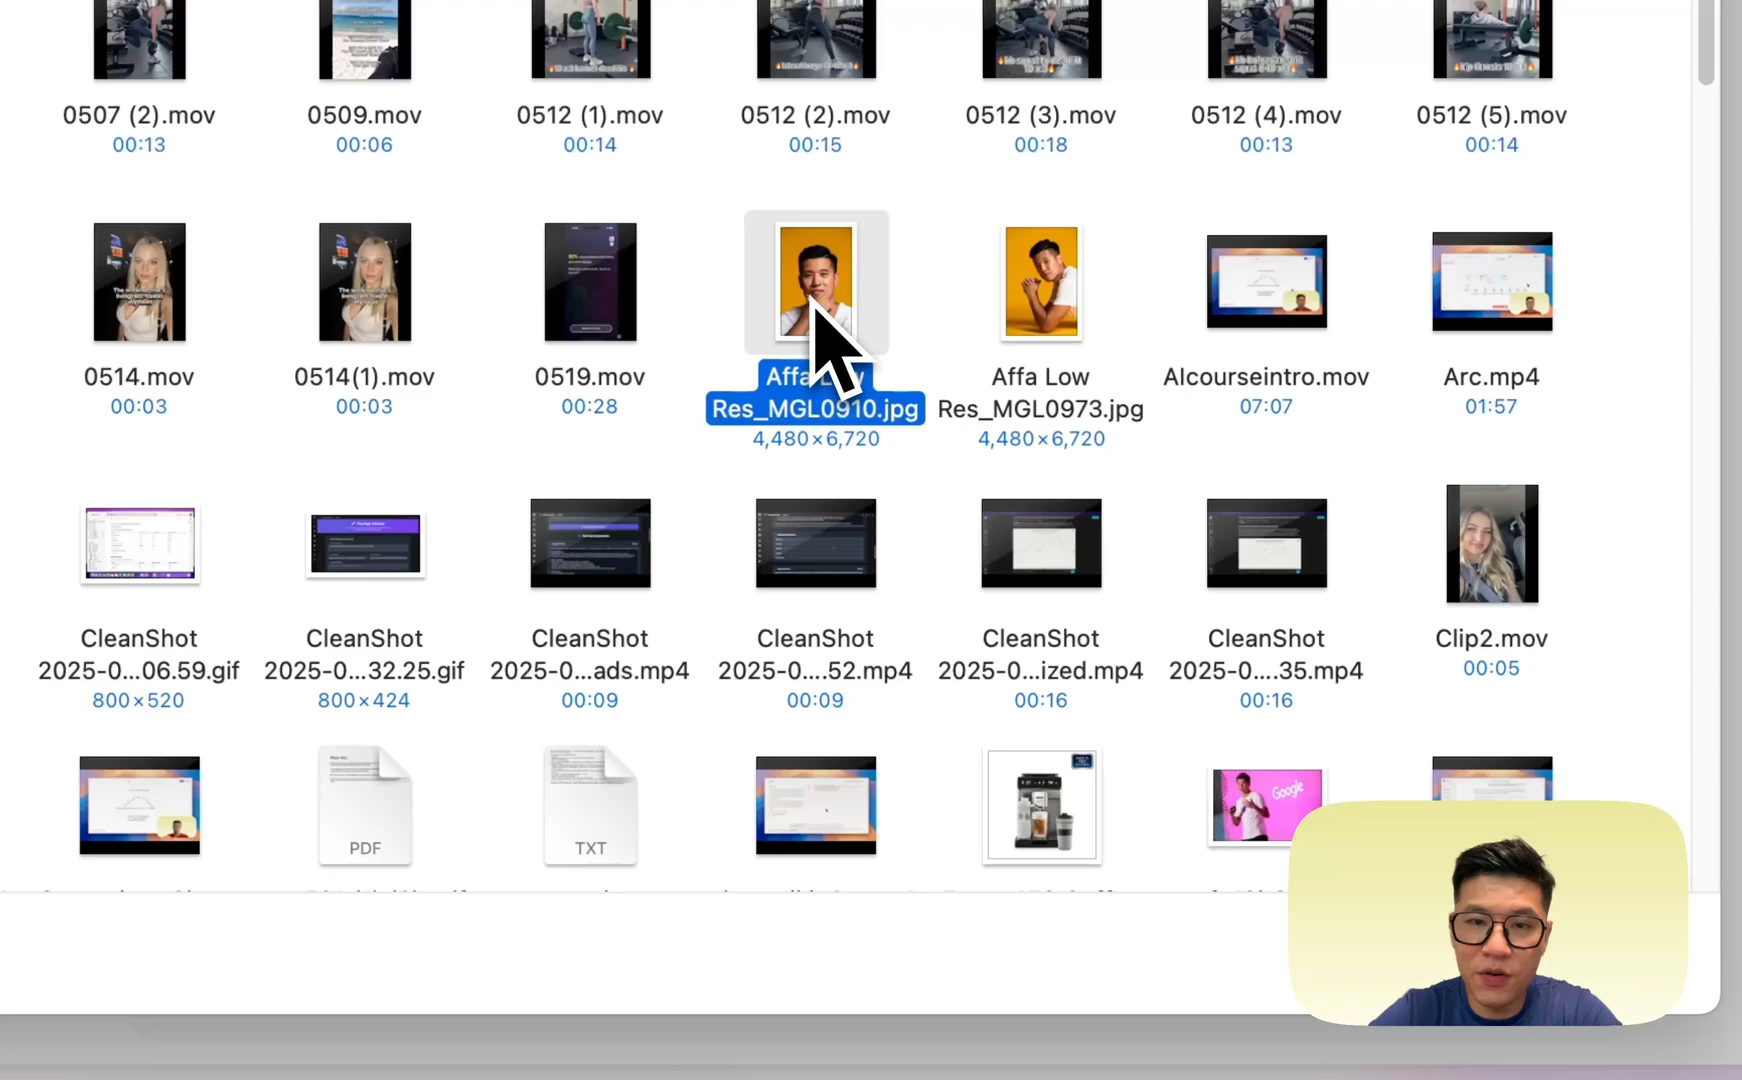 0507 (2).mov
00:13
0509.mov
00:06
0512 (1).mov
00:14
0512 (2).mov
00:15
0512 (3).mov
00:18
0512 (4).mov
00:13
0512 (5).mov
00:14
0514.mov
00:03
0514(1).mov
00:03
0519.mov
00:28
Affa Low
Res_MGL0910.jpg
4,480×6,720
Affa Low
Res_MGL0973.jpg
4,480×6,720
AIcourseintro.mov
07:07
Arc.mp4
01:57
CleanShot
2025-0...06.59.gif
800×520
CleanShot
2025-0...32.25.gif
800×424
CleanShot
2025-0...ads.mp4
00:09
CleanShot
2025-0....52.mp4
00:09
CleanShot
2025-0...ized.mp4
00:16
CleanShot
2025-0....35.mp4
00:16
Clip2.mov
00:05
PDF
TXT
Google